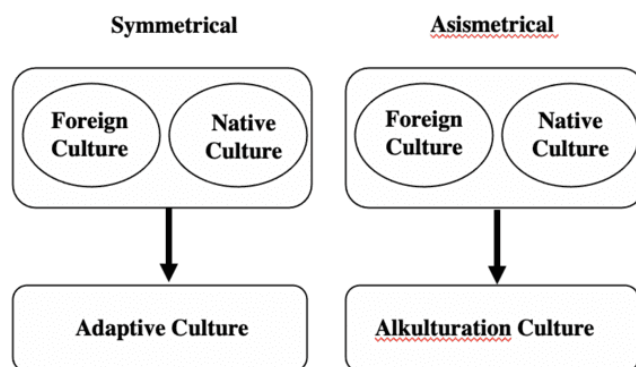 Symmetrical
Asismetrical
Foreign
Culture
Native
Culture
Foreign
Culture
Native
Culture
Adaptive Culture
Alkulturation Culture